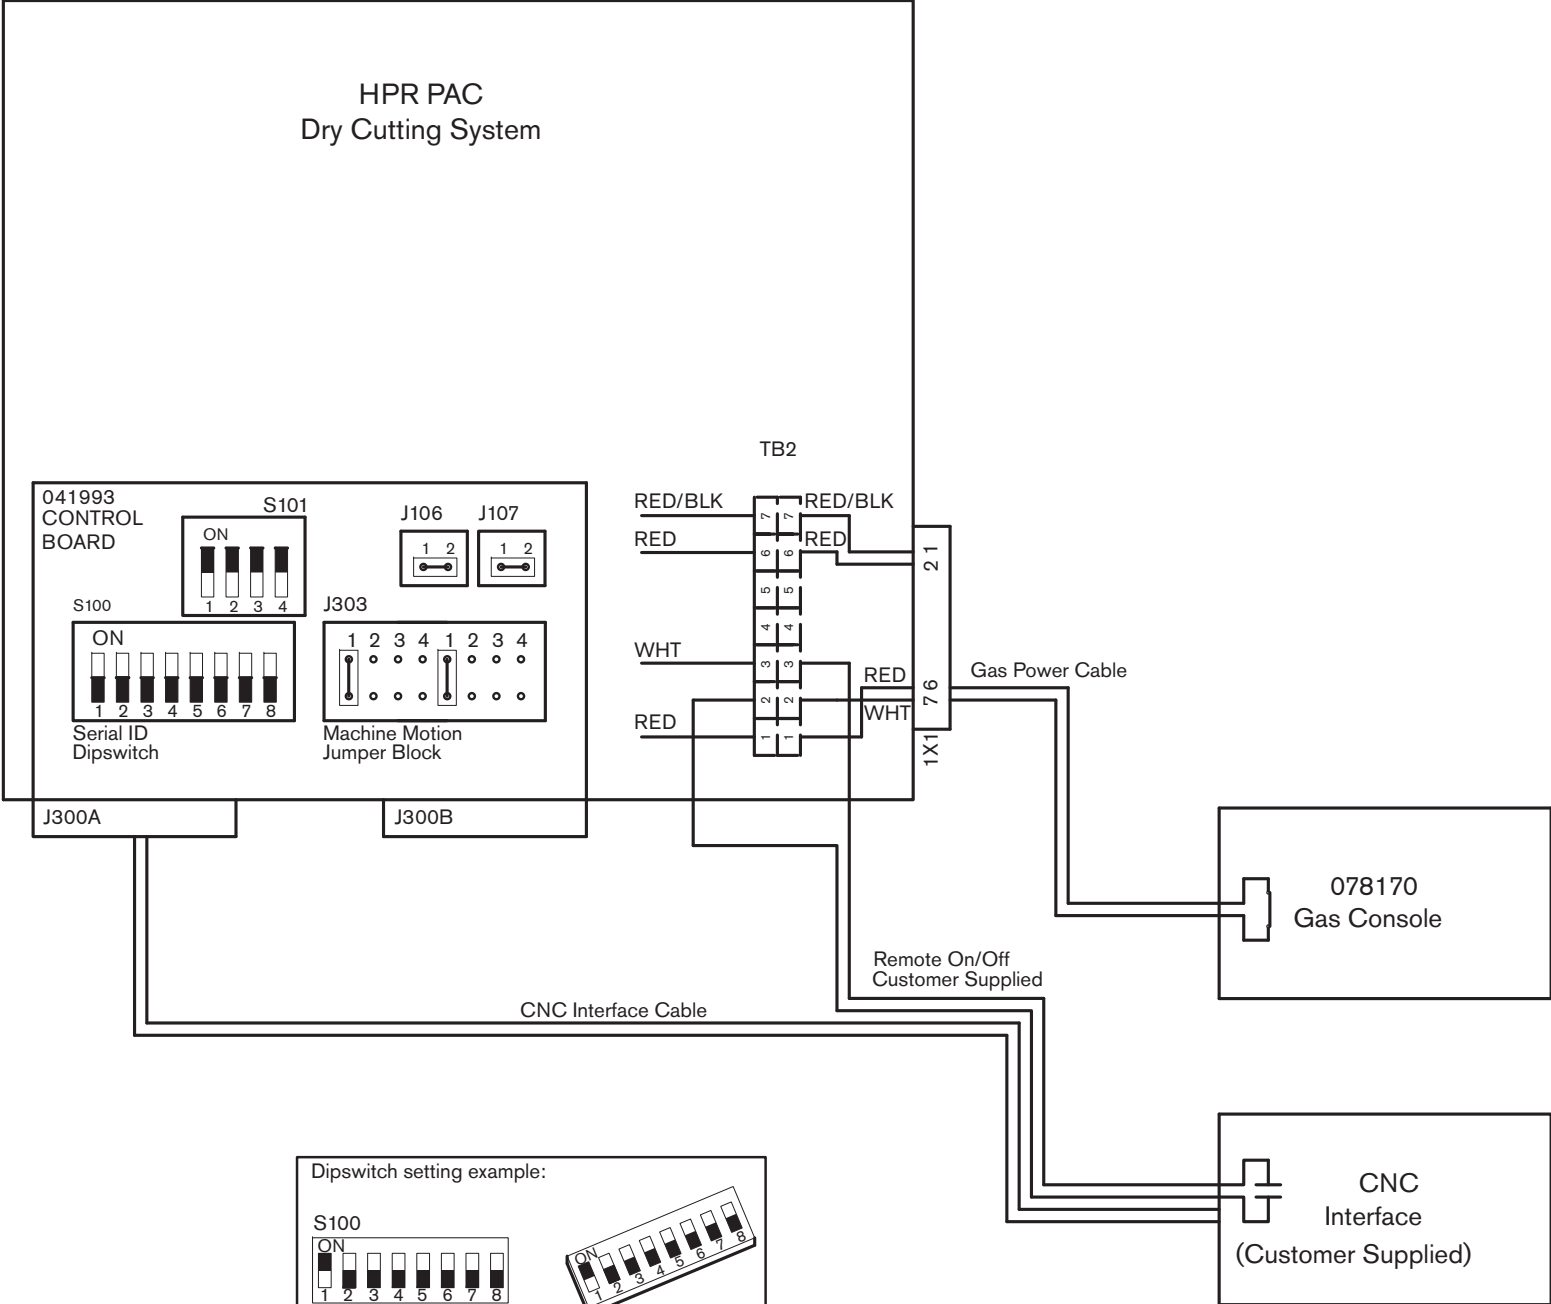 HPR PAC
Dry Cutting System
TB2
041993
CONTROL
BOARD
S101
ON
1 2 3 4
J106
1 2
J107
1 2
S100
ON
1 2 3 4 5 6 7 8
Serial ID
Dipswitch
J303
1 2 3 4 1 2 3 4
Machine Motion
Jumper Block
RED/BLK
RED
WHT
RED
7 7
6 6
5 5
4 4
3 3
2 2
1 1
RED/BLK
RED
RED
WHT
2 1
7 6
1X1
Gas Power Cable
J300A
J300B
078170
Gas Console
Remote On/Off
Customer Supplied
CNC Interface Cable
CNC
Interface
(Customer Supplied)
Dipswitch setting example:
S100
ON
1 2 3 4 5 6 7 8
ON
1 2 3 4 5 6 7 8